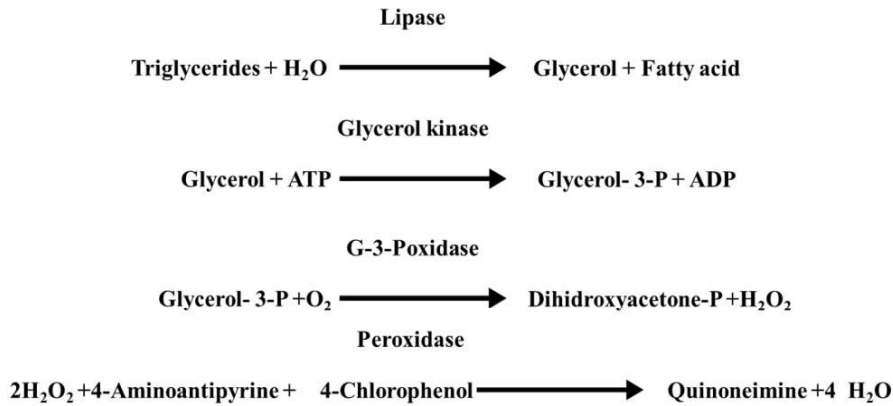 Lipase
Triglycerides + H₂O Glycerol + Fatty acid
Glycerol kinase
Glycerol + ATP Glycerol- 3-P + ADP
G-3-Poxidase
Glycerol- 3-P +O₂ Dihidroxyacetone-P +H₂O₂
Peroxidase
2H₂O₂ +4-Aminoantipyrine + 4-Chlorophenol Quinoneimine +4 H₂O